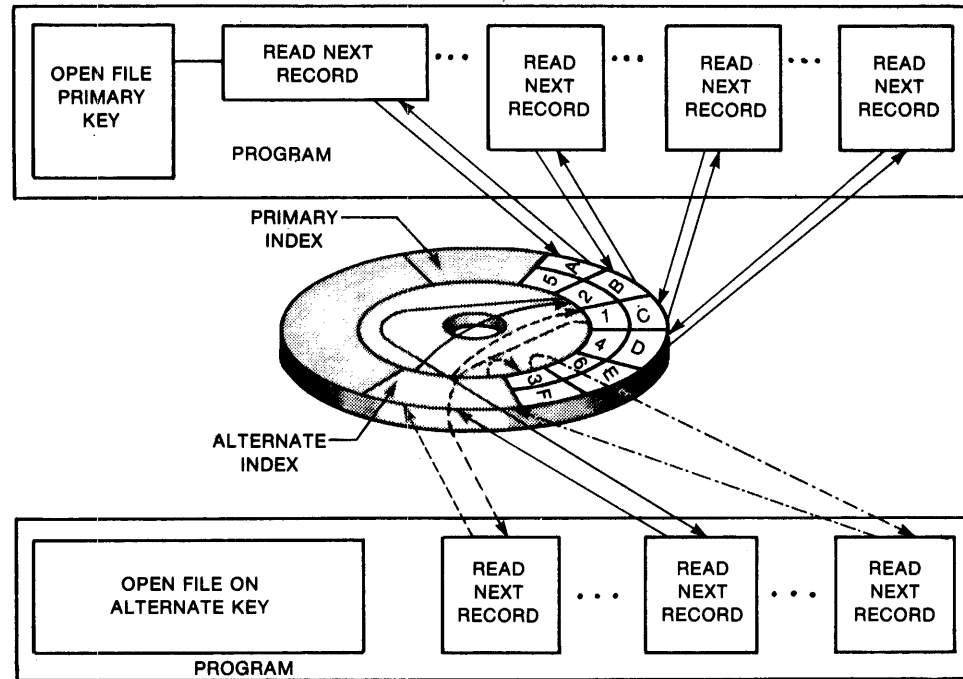 OPEN FILE
PRIMARY
KEY
READ NEXT
RECORD
• • •
READ
NEXT
RECORD
• • •
READ
NEXT
RECORD
• • •
READ
NEXT
RECORD
PROGRAM
PRIMARY
INDEX
A
B
C
D
E
F
5
2
1
4
6
3
ALTERNATE
INDEX
OPEN FILE ON
ALTERNATE KEY
READ
NEXT
RECORD
• • •
READ
NEXT
RECORD
• • •
READ
NEXT
RECORD
PROGRAM